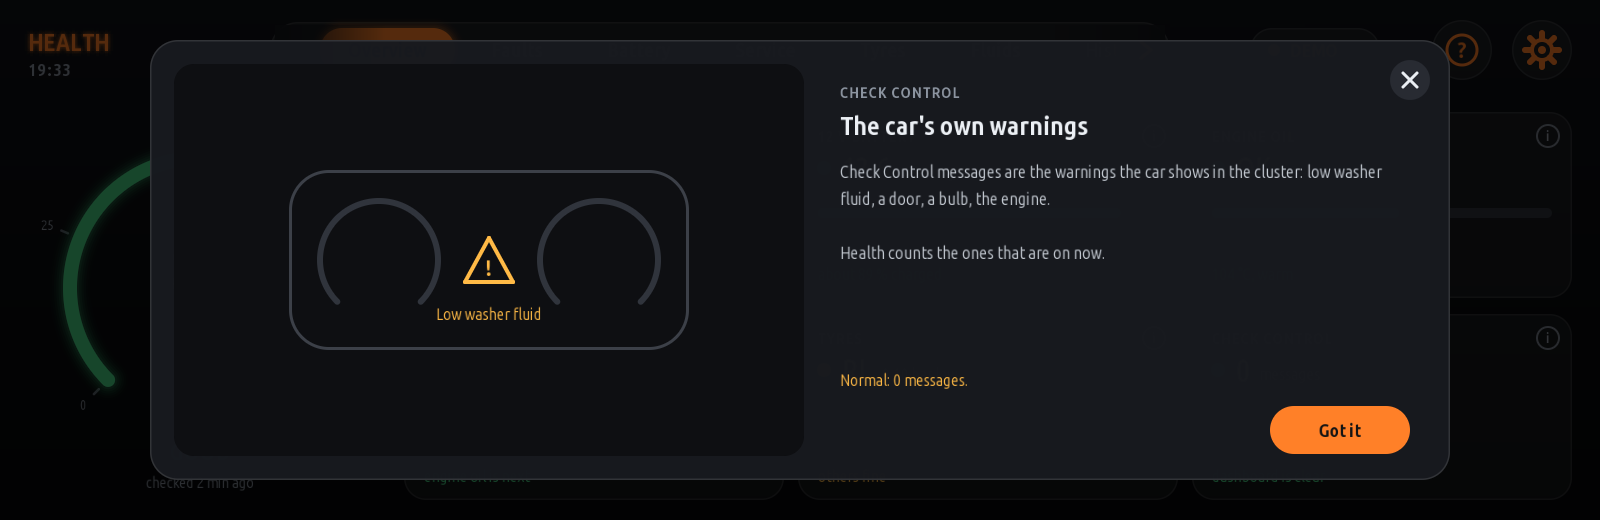 HEALTH
19:33
?
CHECK CONTROL
The car's own warnings
Check Control messages are the warnings the car shows in the cluster: low washer
fluid, a door, a bulb, the engine.
Health counts the ones that are on now.
Normal: 0 messages.
Got it
!
Low washer fluid
25
0
i
i
checked 2 min ago